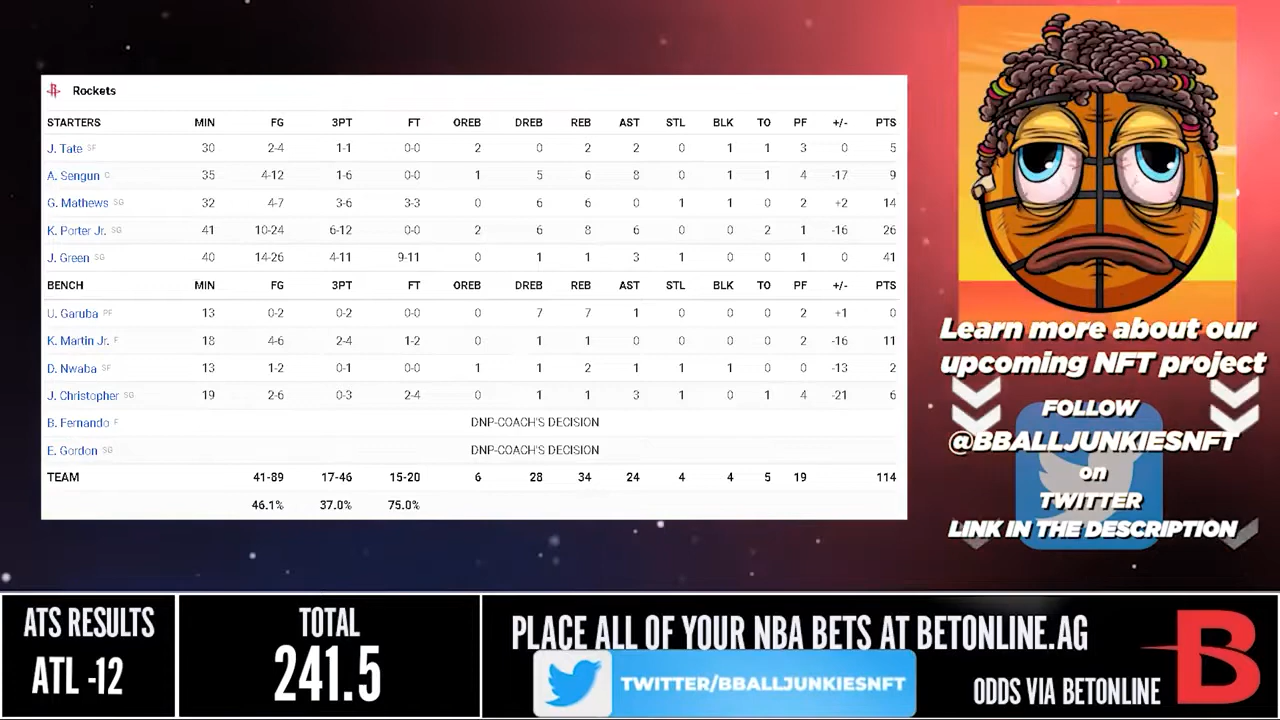 Rockets
STARTERS MIN FG 3PT FT OREB DREB REB AST STL BLK TO PF +/- PTS
J. Tate SF 30 2-4 1-1 0-0 2 0 2 2 0 1 1 3 0 5
A. Sengun C 35 4-12 1-6 0-0 1 5 6 8 0 1 1 4 -17 9
G. Mathews SG 32 4-7 3-6 3-3 0 6 6 0 1 1 0 2 +2 14
K. Porter Jr. SG 41 10-24 6-12 0-0 2 6 8 6 0 0 2 1 -16 26
J. Green SG 40 14-26 4-11 9-11 0 1 1 3 1 0 0 1 0 41
BENCH MIN FG 3PT FT OREB DREB REB AST STL BLK TO PF +/- PTS
U. Garuba PF 13 0-2 0-2 0-0 0 7 7 1 0 0 0 2 +1 0
K. Martin Jr. F 18 4-6 2-4 1-2 0 1 1 0 0 0 0 2 -16 11
D. Nwaba SF 13 1-2 0-1 0-0 1 1 2 1 1 1 0 0 -13 2
J. Christopher SG 19 2-6 0-3 2-4 0 1 1 3 1 0 1 4 -21 6
B. Fernando F DNP-COACH'S DECISION
E. Gordon SG DNP-COACH'S DECISION
TEAM 41-89 17-46 15-20 6 28 34 24 4 4 5 19 114
46.1% 37.0% 75.0%
Learn more about our
upcoming NFT project
FOLLOW
@BBALLJUNKIESNFT
on
TWITTER
LINK IN THE DESCRIPTION
ATS RESULTS
ATL -12
TOTAL
241.5
PLACE ALL OF YOUR NBA BETS AT BETONLINE.AG
TWITTER/BBALLJUNKIESNFT
ODDS VIA BETONLINE
B